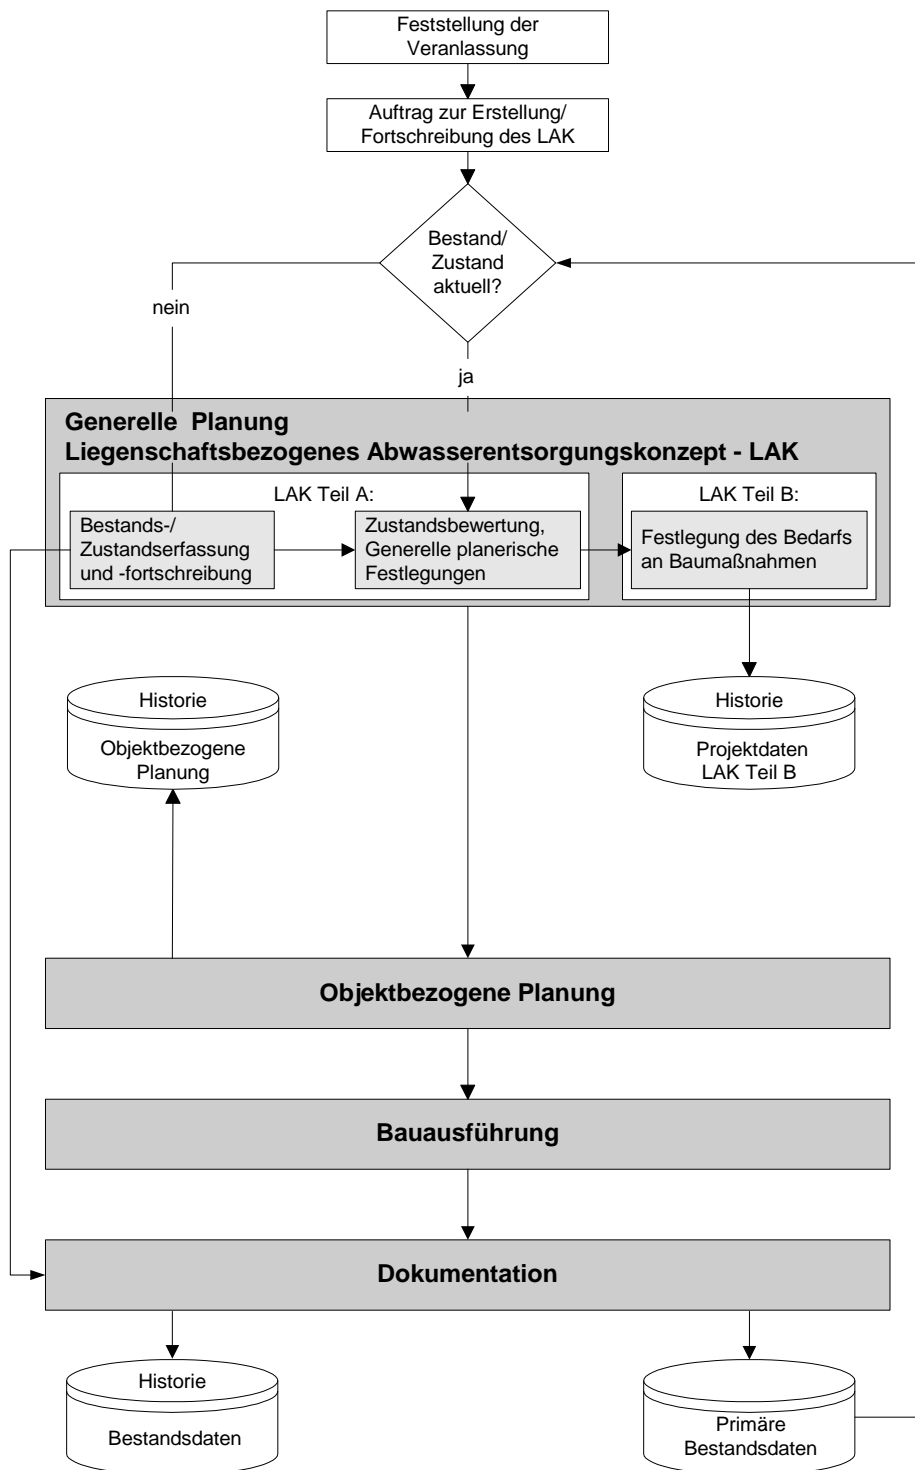 Feststellung der
Veranlassung
Auftrag zur Erstellung/
Fortschreibung des LAK
Bestand/
Zustand
aktuell?
nein
ja
Generelle Planung
Liegenschaftsbezogenes Abwasserentsorgungskonzept - LAK
LAK Teil A:
LAK Teil B:
Bestands-/
Zustandserfassung
und -fortschreibung
Zustandsbewertung,
Generelle planerische
Festlegungen
Festlegung des Bedarfs
an Baumaßnahmen
Historie
Objektbezogene
Planung
Historie
Projektdaten
LAK Teil B
Objektbezogene Planung
Bauausführung
Dokumentation
Historie
Bestandsdaten
Primäre
Bestandsdaten